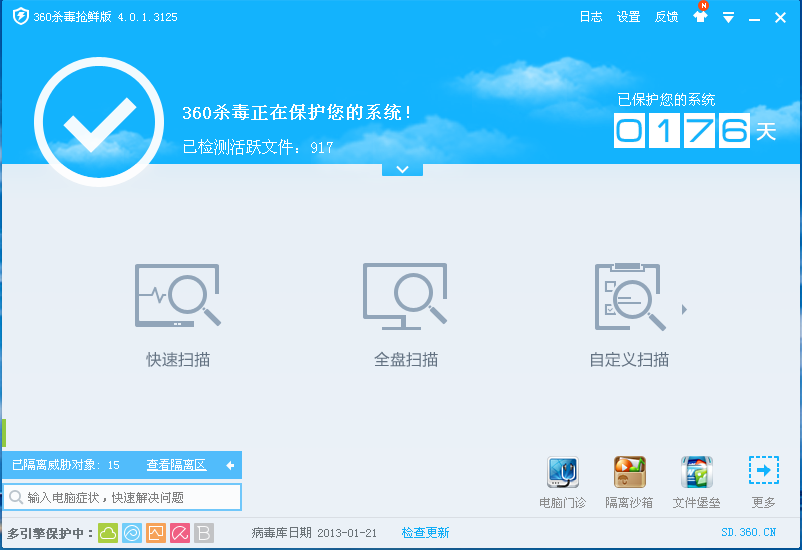 360杀毒抢鲜版 4.0.1.3125
日志 设置 反馈
N
360杀毒正在保护您的系统！
已检测活跃文件：917
已保护您的系统
0176 天
快速扫描
全盘扫描
自定义扫描
已隔离威胁对象：15 查看隔离区
输入电脑症状，快速解决问题
电脑门诊
隔离沙箱
文件堡垒
更多
多引擎保护中：
B
病毒库日期 2013-01-21
检查更新
SD.360.CN